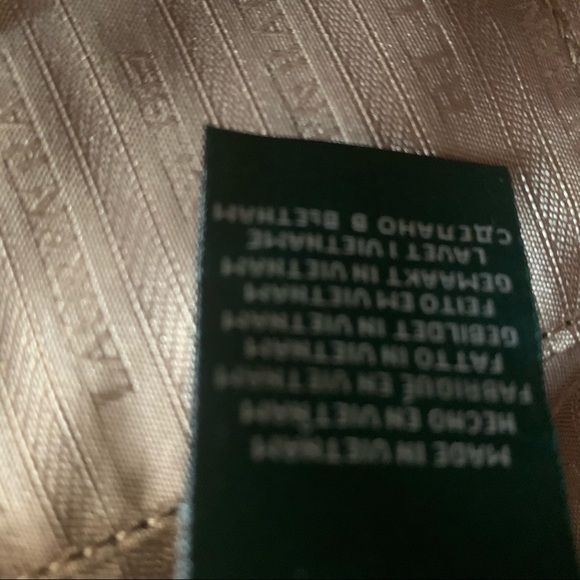 MADE IN VIETNAM
HECHO EN VIETNAM
FABRIQUÉ EN VIETNAM
FATTO IN VIETNAM
GEBILDET IN VIETNAM
FEITO EM VIETNAM
GEMAAKT IN VIETNAM
LAVET I VIETNAME
СДЕЛАНО В ВЬЕТНАМ